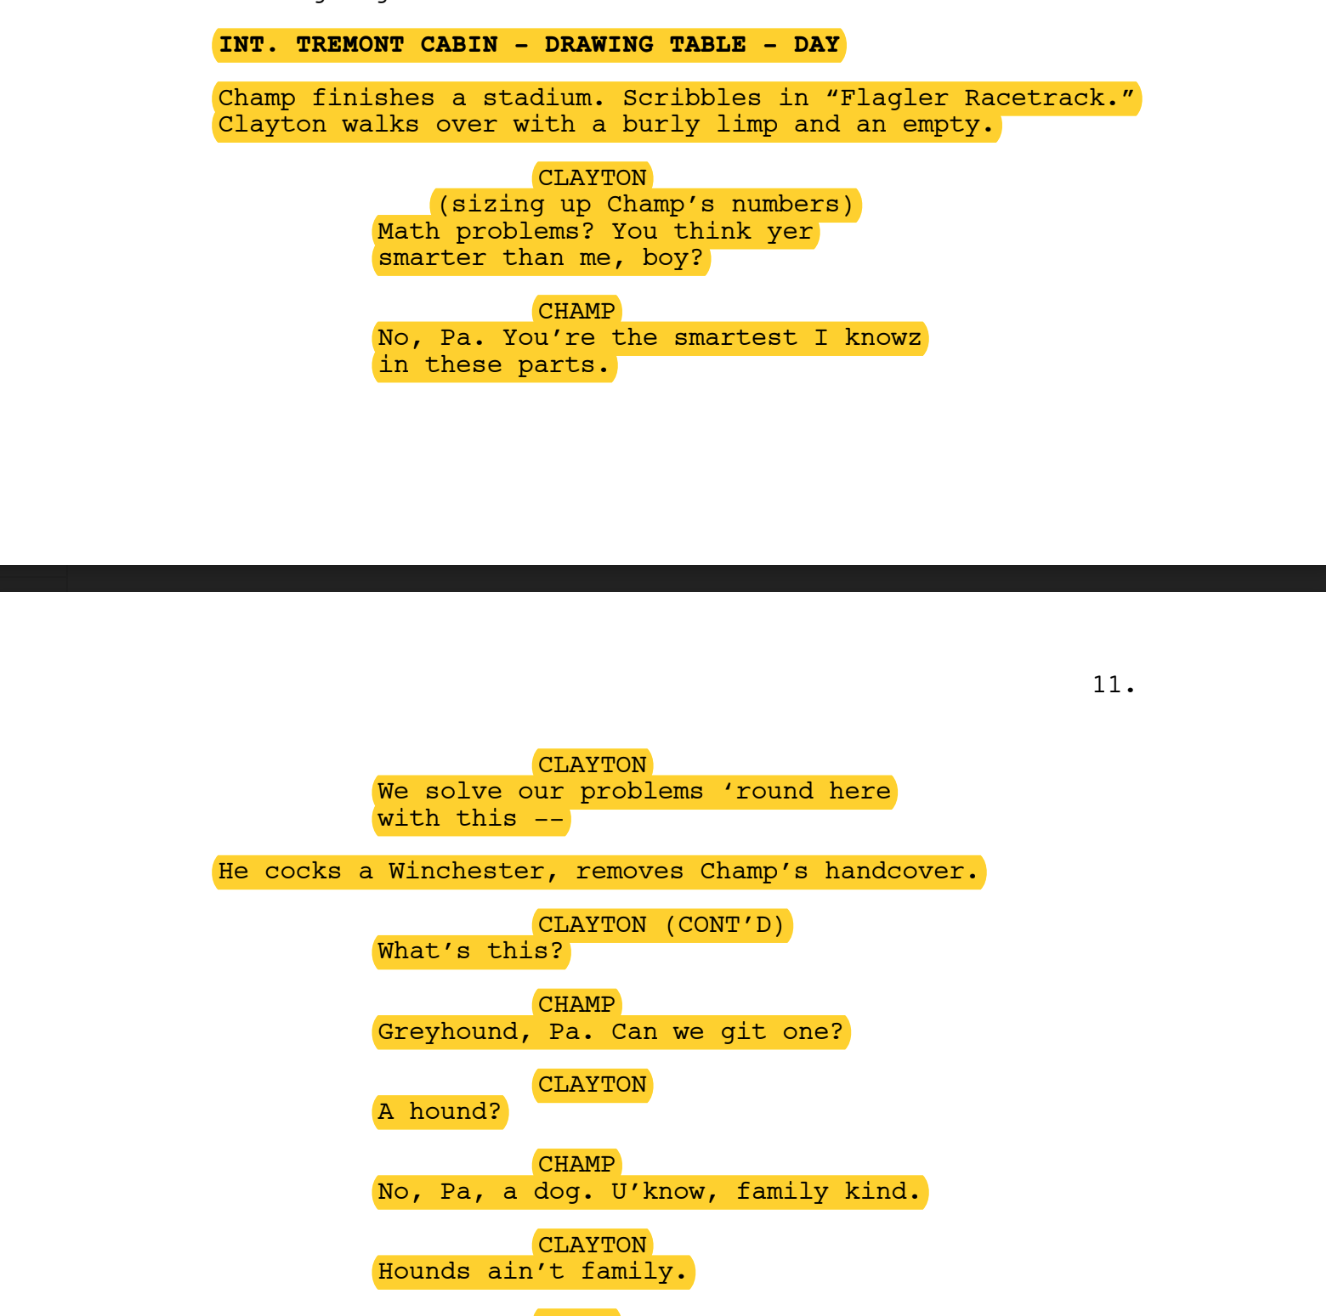 INT. TREMONT CABIN – DRAWING TABLE – DAY
Champ finishes a stadium. Scribbles in “Flagler Racetrack.”
Clayton walks over with a burly limp and an empty.
CLAYTON
(sizing up Champ’s numbers)
Math problems? You think yer
smarter than me, boy?
CHAMP
No, Pa. You’re the smartest I knowz
in these parts.
11.
CLAYTON
We solve our problems ‘round here
with this --
He cocks a Winchester, removes Champ’s handcover.
CLAYTON (CONT’D)
What’s this?
CHAMP
Greyhound, Pa. Can we git one?
CLAYTON
A hound?
CHAMP
No, Pa, a dog. U’know, family kind.
CLAYTON
Hounds ain’t family.